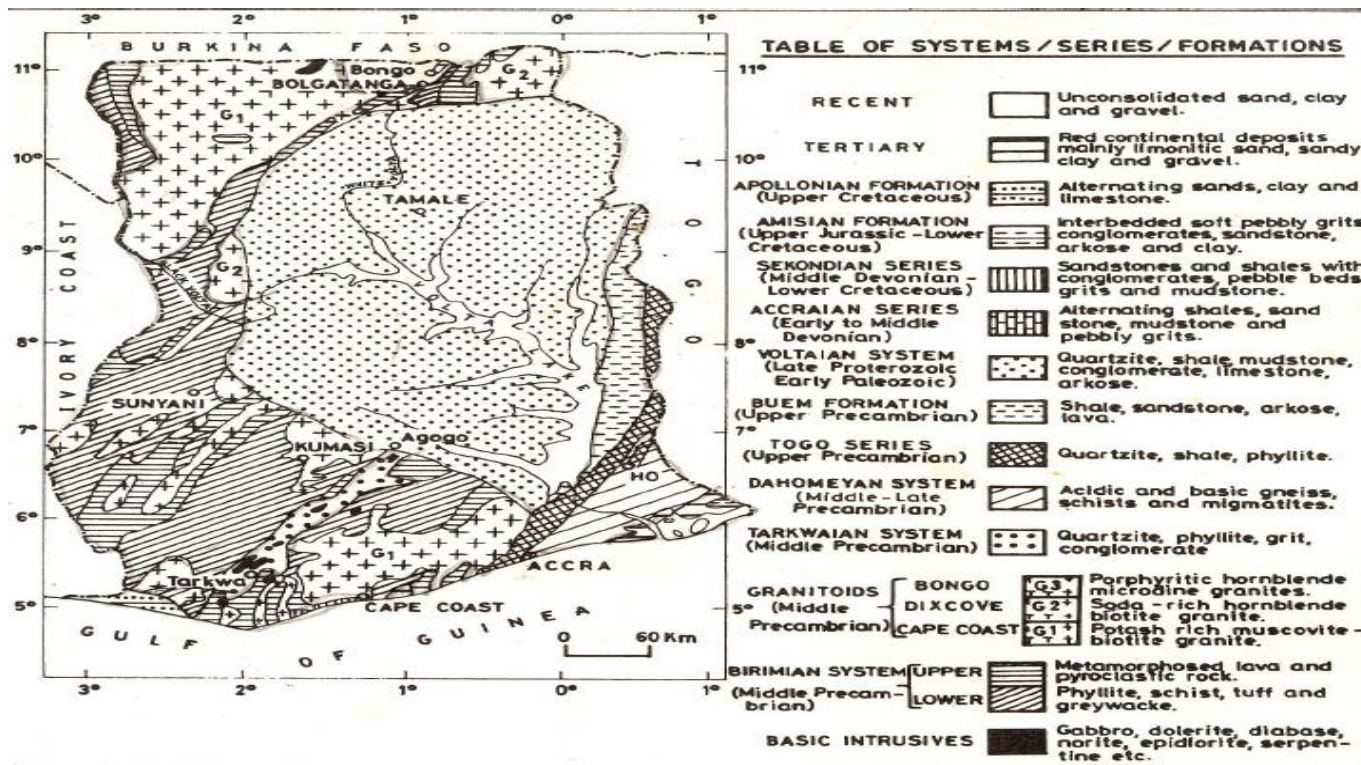 3° 2° 1° 0° 1°
BURKINA FASO
11°
Bongo
BOLGATANGA
G2
G1
10°
WHITE VOLTA
TAMALE
9°
G2
8°
7°
SUNYANI
KUMASI
Agogo
HO
6°
G1
ACCRA
Tarkwa
5°
CAPE COAST
GULF OF GUINEA
0 60 Km
IVORY COAST
TOGO
11°
10°
8°
7°
5°
3° 2° 1° 0° 1°
TABLE OF SYSTEMS/SERIES/FORMATIONS
RECENT
Unconsolidated sand, clay
and gravel.
TERTIARY
Red continental deposits
mainly limonitic sand, sandy
clay and gravel.
APOLLONIAN FORMATION
(Upper Cretaceous)
Alternating sands, clay and
limestone.
AMISIAN FORMATION
(Upper Jurassic-Lower
Cretaceous)
Interbedded soft pebbly grits
conglomerates, sandstone,
arkose and clay.
SEKONDIAN SERIES
(Middle Devonian-
Lower Cretaceous)
Sandstones and shales with
conglomerates, pebble beds
grits and mudstone.
ACCRAIAN SERIES
(Early to Middle
Devonian)
Alternating shales, sand
stone, mudstone and
pebbly grits.
VOLTAIAN SYSTEM
(Late Proterozoic
Early Paleozoic)
Quartzite, shale, mudstone,
conglomerate, limestone,
arkose.
BUEM FORMATION
(Upper Precambrian)
Shale, sandstone, arkose,
lava.
TOGO SERIES
(Upper Precambrian)
Quartzite, shale, phyllite.
DAHOMEYAN SYSTEM
(Middle-Late
Precambrian)
Acidic and basic gneiss,
schists and migmatites.
TARKWAIAN SYSTEM
(Middle Precambrian)
Quartzite, phyllite, grit,
conglomerate
GRANITOIDS
(Middle
Precambrian)
BONGO
DIXCOVE
CAPE COAST
G3
G2
G1
Porphyritic hornblende
microcline granites.
Soda-rich hornblende
biotite granite.
Potash rich muscovite-
biotite granite.
BIRIMIAN SYSTEM
(Middle Precam-
brian)
UPPER
LOWER
Metamorphosed lava and
pyroclastic rock.
Phyllite, schist, tuff and
greywacke.
BASIC INTRUSIVES
Gabbro, dolerite, diabase,
norite, epidiorite, serpen-
tine etc.